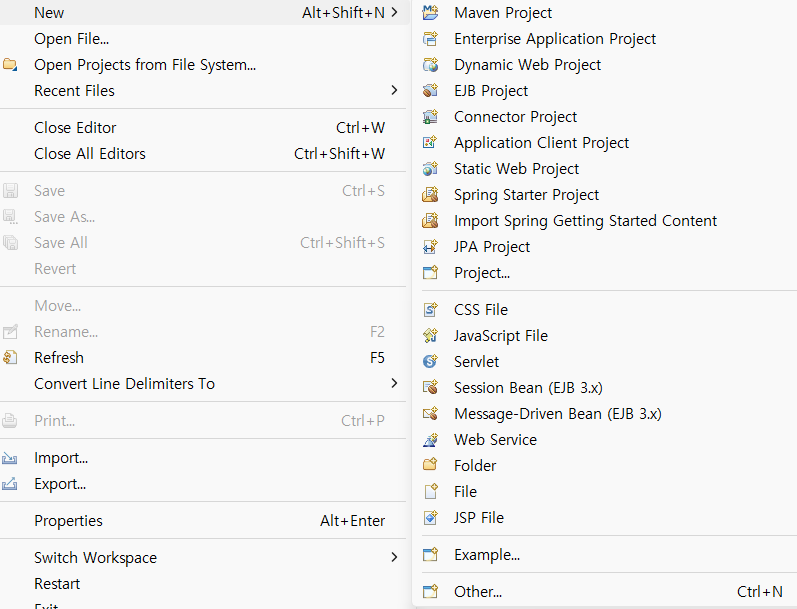 New Alt+Shift+N
Open File...
Open Projects from File System...
Recent Files
Close Editor Ctrl+W
Close All Editors Ctrl+Shift+W
Save Ctrl+S
Save As...
Save All Ctrl+Shift+S
Revert
Move...
Rename... F2
Refresh F5
Convert Line Delimiters To
Print... Ctrl+P
Import...
Export...
Properties Alt+Enter
Switch Workspace
Restart
Exit
Maven Project
Enterprise Application Project
Dynamic Web Project
EJB Project
Connector Project
Application Client Project
Static Web Project
Spring Starter Project
Import Spring Getting Started Content
JPA Project
Project...
CSS File
JavaScript File
Servlet
Session Bean (EJB 3.x)
Message-Driven Bean (EJB 3.x)
Web Service
Folder
File
JSP File
Example...
Other... Ctrl+N